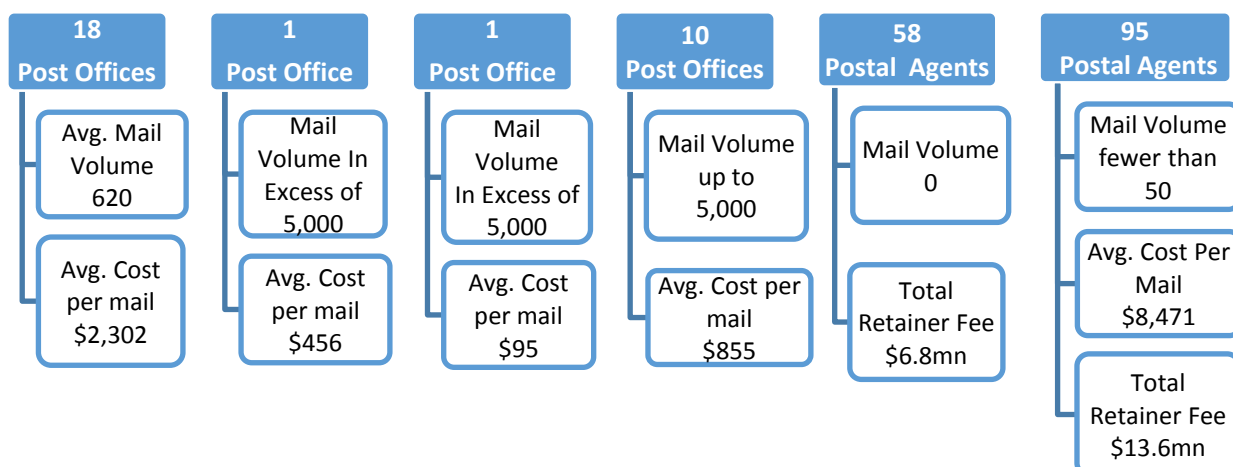 18
Post Offices
Avg. Mail
Volume
620
Avg. Cost
per mail
$2,302
1
Post Office
Mail
Volume In
Excess of
5,000
Avg. Cost
per mail
$456
1
Post Office
Mail
Volume
In Excess of
5,000
Avg. Cost
per mail
$95
10
Post Offices
Mail Volume
up to
5,000
Avg. Cost per
mail
$855
58
Postal Agents
Mail Volume
0
Total
Retainer Fee
$6.8mn
95
Postal Agents
Mail Volume
fewer than
50
Avg. Cost Per
Mail
$8,471
Total
Retainer Fee
$13.6mn